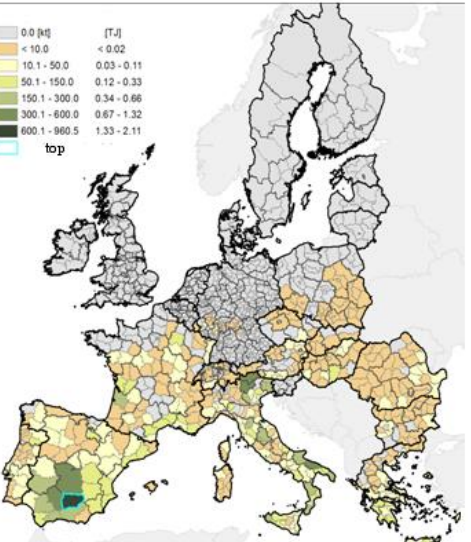 0.0 [kt] [TJ]
< 10.0 < 0.02
10.1 - 50.0 0.03 - 0.11
50.1 - 150.0 0.12 - 0.33
150.1 - 300.0 0.34 - 0.66
300.1 - 600.0 0.67 - 1.32
600.1 - 960.5 1.33 - 2.11
top